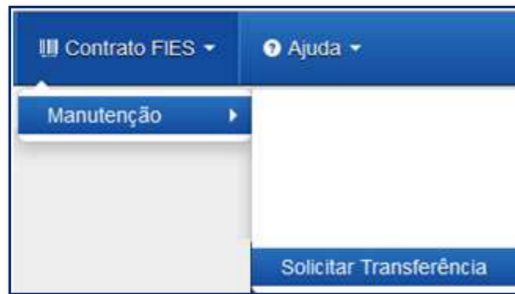 Contrato FIES
Ajuda
Manutenção
Solicitar Transferência